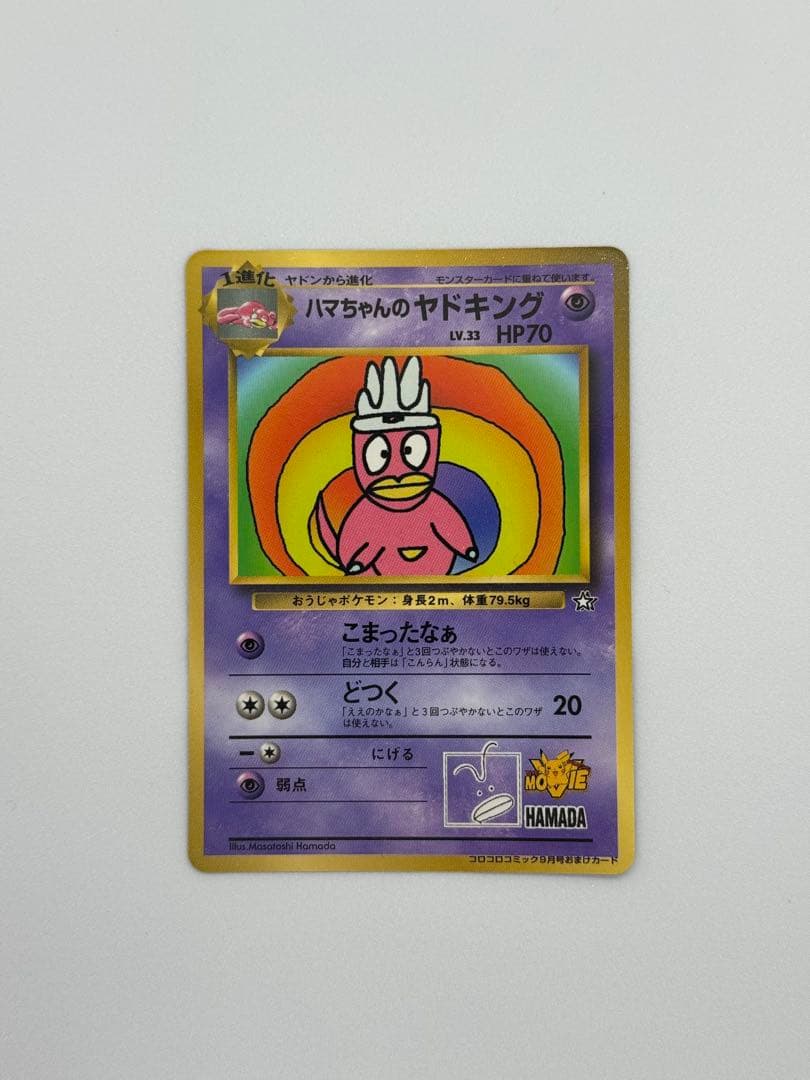 1進化 ヤドンから進化 モンスターカードに重ねて使います。
ハマちゃんのヤドキング
LV.33 HP70
おうじゃポケモン：身長2m、体重79.5kg
こまったなぁ
「こまったなぁ」と3回つぶやかないとこのワザは使えない。
自分と相手は「こんらん」状態になる。
どつく 20
「ええのかなぁ」と3回つぶやかないとこのワザ
は使えない。
にげる
弱点
MOVIE
HAMADA
Illus.Masatoshi Hamada
コロコロコミック9月号おまけカード